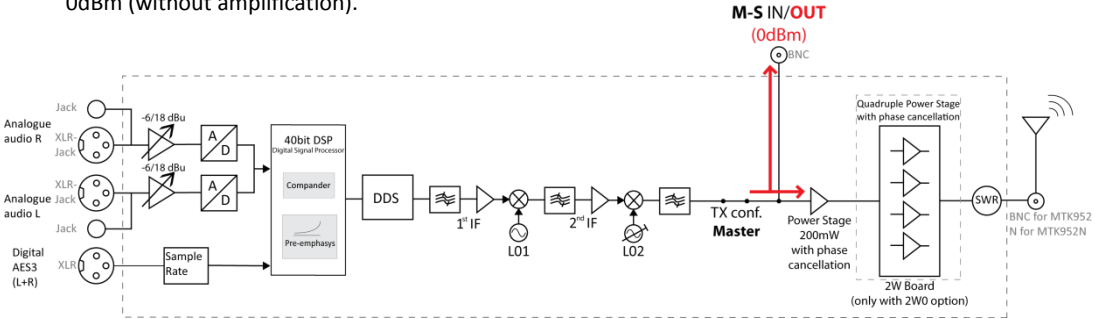 0dBm (without amplification).
M-S IN/OUT
(0dBm)
BNC
Jack
Analogue
audio R
XLR-
Jack
-6/18 dBu
A
D
XLR-
Jack
Analogue
audio L
-6/18 dBu
A
D
Jack
Digital
AES3
(L+R)
XLR
Sample
Rate
40bit DSP
Digital Signal Processor
Compander
Pre-emphasys
DDS
1st IF
L01
2nd IF
L02
TX conf.
Master
Power Stage
200mW
with phase
cancellation
Quadruple Power Stage
with phase cancellation
2W Board
(only with 2W0 option)
SWR
BNC for MTK952
N for MTK952N